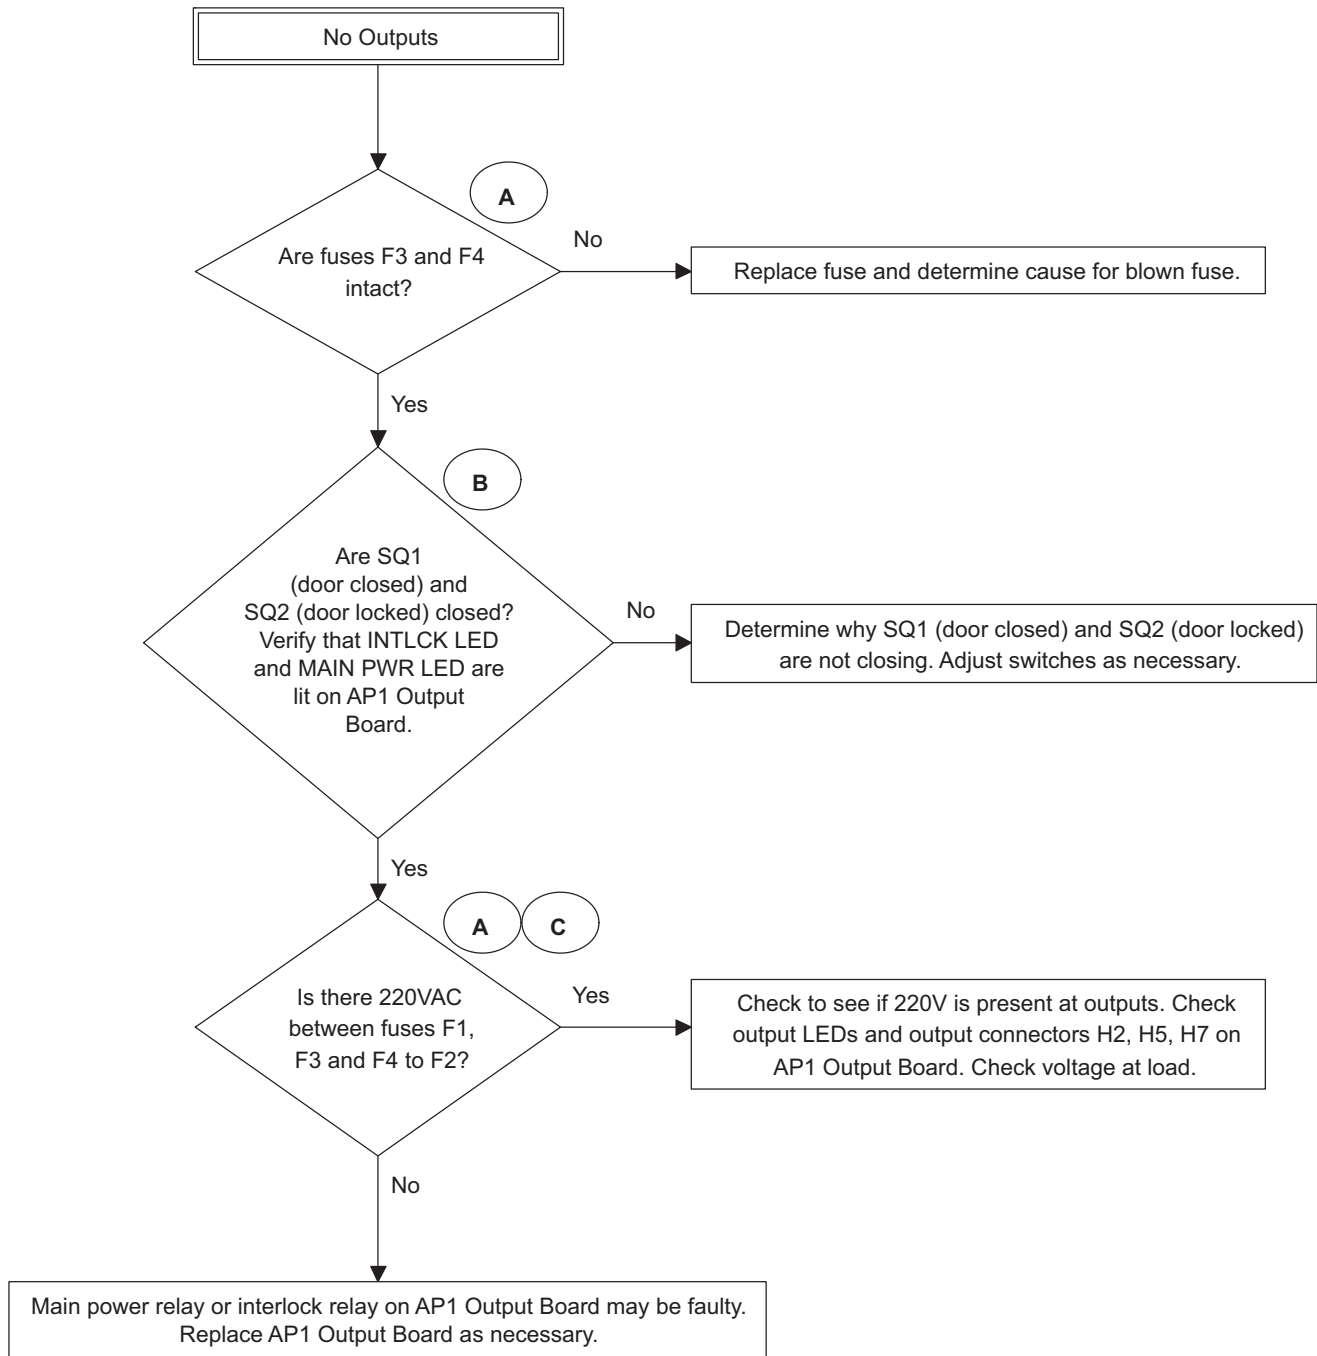 No Outputs
A
Are fuses F3 and F4
intact?
No
Replace fuse and determine cause for blown fuse.
Yes
B
Are SQ1
(door closed) and
SQ2 (door locked) closed?
Verify that INTLCK LED
and MAIN PWR LED are
lit on AP1 Output
Board.
No
Determine why SQ1 (door closed) and SQ2 (door locked)
are not closing. Adjust switches as necessary.
Yes
A
C
Is there 220VAC
between fuses F1,
F3 and F4 to F2?
Yes
Check to see if 220V is present at outputs. Check
output LEDs and output connectors H2, H5, H7 on
AP1 Output Board. Check voltage at load.
No
Main power relay or interlock relay on AP1 Output Board may be faulty.
Replace AP1 Output Board as necessary.